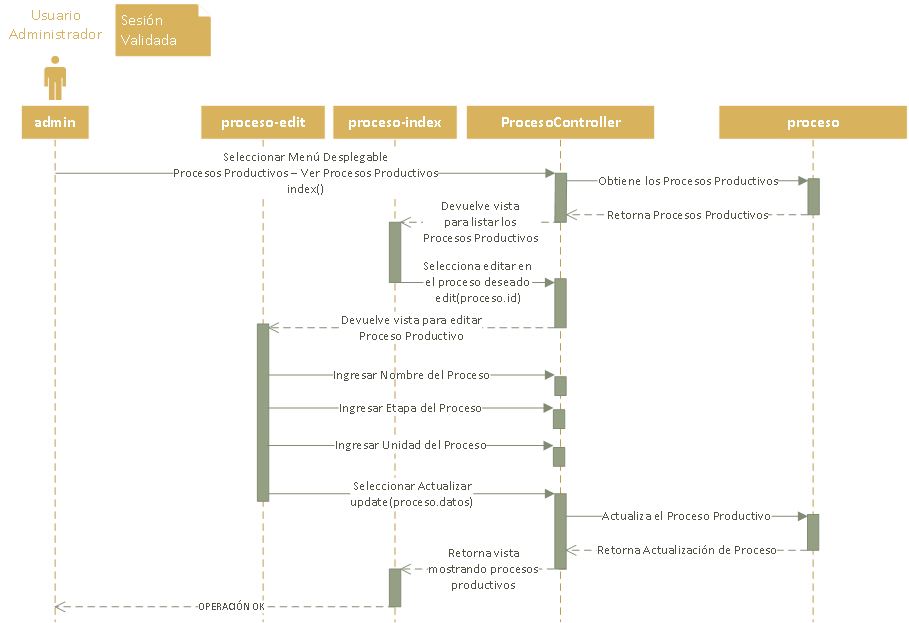 Usuario
Administrador
Sesión
Validada
admin
proceso-edit
proceso-index
ProcesoController
proceso
Seleccionar Menú Desplegable
Procesos Productivos – Ver Procesos Productivos
index()
Obtiene los Procesos Productivos
Retorna Procesos Productivos
Devuelve vista
para listar los
Procesos Productivos
Selecciona editar en
el proceso deseado
edit(proceso.id)
Devuelve vista para editar
Proceso Productivo
Ingresar Nombre del Proceso
Ingresar Etapa del Proceso
Ingresar Unidad del Proceso
Seleccionar Actualizar
update(proceso.datos)
Actualiza el Proceso Productivo
Retorna Actualización de Proceso
Retorna vista
mostrando procesos
productivos
OPERACIÓN OK